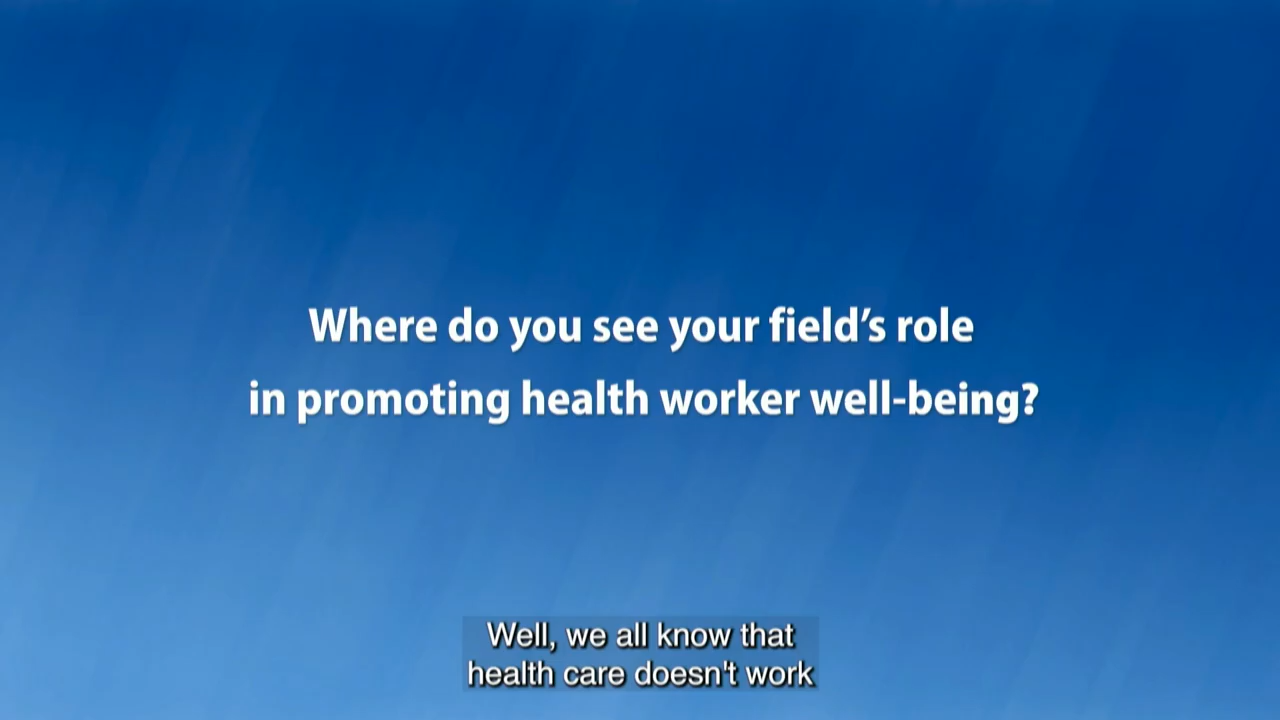 Where do you see your field’s role
in promoting health worker well-being?
Well, we all know that
health care doesn't work